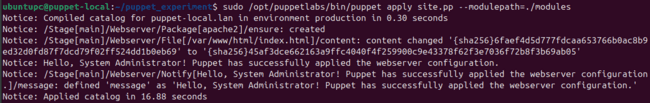 ubuntupc@puppet-local:~/puppet_experiment$ sudo /opt/puppetlabs/bin/puppet apply site.pp --modulepath=./modules
Notice: Compiled catalog for puppet-local.lan in environment production in 0.30 seconds
Notice: /Stage[main]/Webserver/Package[apache2]/ensure: created
Notice: /Stage[main]/Webserver/File[/var/www/html/index.html]/content: content changed '{sha256}6faef4d5d777fdcaa653766b0ac8b9
ed32d0fd87f7dcd79f02ff524dd1b0eb69' to '{sha256}45af3dce662163a9ffc4040f4f259900c9e43378f62f3e7036f72b8f3b69ab05'
Notice: Hello, System Administrator! Puppet has successfully applied the webserver configuration.
Notice: /Stage[main]/Webserver/Notify[Hello, System Administrator! Puppet has successfully applied the webserver configuration
.]/message: defined 'message' as 'Hello, System Administrator! Puppet has successfully applied the webserver configuration.'
Notice: Applied catalog in 16.88 seconds